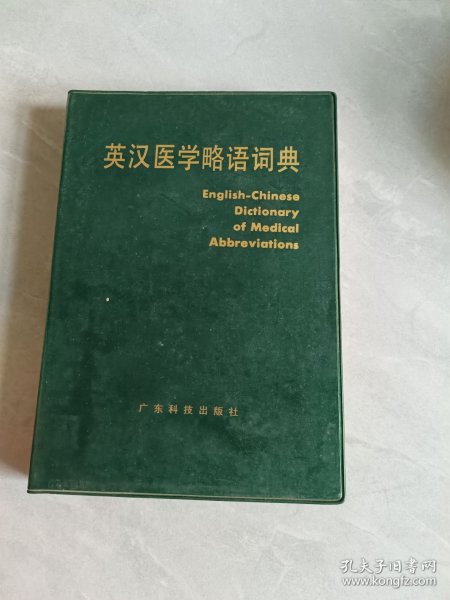 英汉医学略语词典
English-Chinese
Dictionary
of Medical
Abbreviations
广东科技出版社
孔夫子旧书网
www.kongfz.com